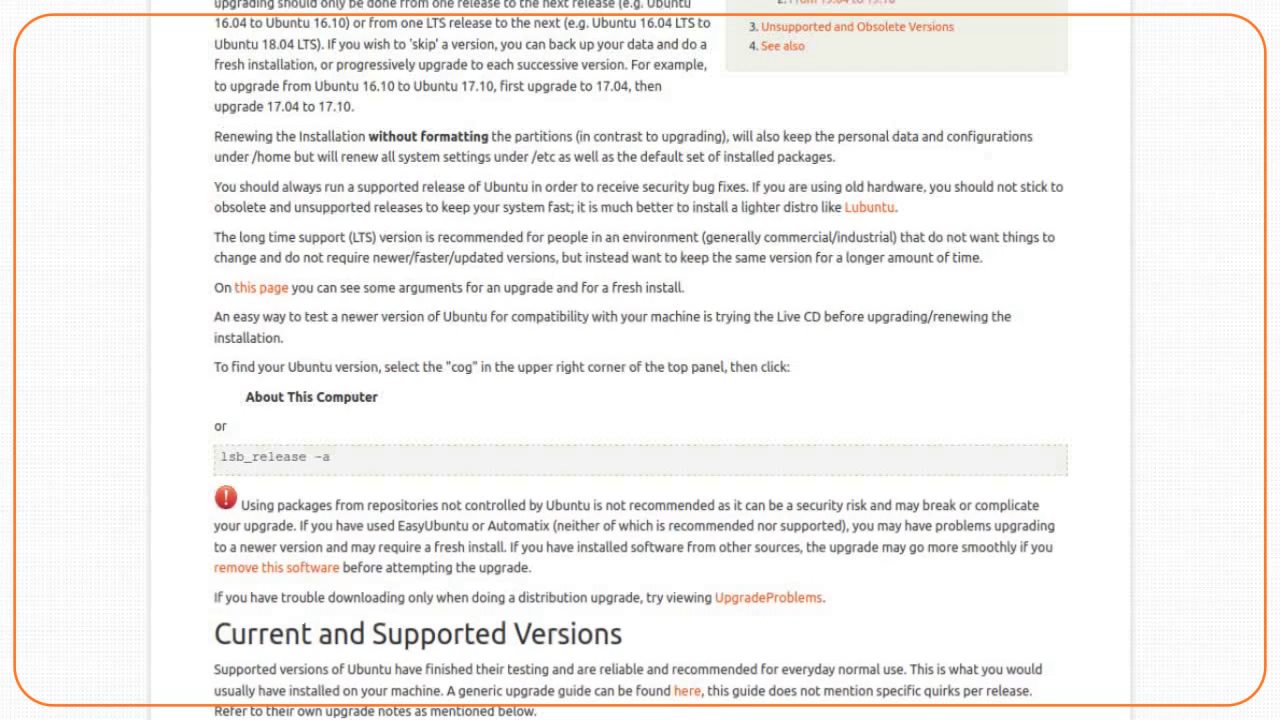 upgrading should only be done from one release to the next release (e.g. Ubuntu
16.04 to Ubuntu 16.10) or from one LTS release to the next (e.g. Ubuntu 16.04 LTS to
Ubuntu 18.04 LTS). If you wish to 'skip' a version, you can back up your data and do a
fresh installation, or progressively upgrade to each successive version. For example,
to upgrade from Ubuntu 16.10 to Ubuntu 17.10, first upgrade to 17.04, then
upgrade 17.04 to 17.10.
3. Unsupported and Obsolete Versions
4. See also
Renewing the Installation without formatting the partitions (in contrast to upgrading), will also keep the personal data and configurations
under /home but will renew all system settings under /etc as well as the default set of installed packages.
You should always run a supported release of Ubuntu in order to receive security bug fixes. If you are using old hardware, you should not stick to
obsolete and unsupported releases to keep your system fast; it is much better to install a lighter distro like Lubuntu.
The long time support (LTS) version is recommended for people in an environment (generally commercial/industrial) that do not want things to
change and do not require newer/faster/updated versions, but instead want to keep the same version for a longer amount of time.
On this page you can see some arguments for an upgrade and for a fresh install.
An easy way to test a newer version of Ubuntu for compatibility with your machine is trying the Live CD before upgrading/renewing the
installation.
To find your Ubuntu version, select the "cog" in the upper right corner of the top panel, then click:
About This Computer
or
lsb_release -a
Using packages from repositories not controlled by Ubuntu is not recommended as it can be a security risk and may break or complicate
your upgrade. If you have used EasyUbuntu or Automatix (neither of which is recommended nor supported), you may have problems upgrading
to a newer version and may require a fresh install. If you have installed software from other sources, the upgrade may go more smoothly if you
remove this software before attempting the upgrade.
If you have trouble downloading only when doing a distribution upgrade, try viewing UpgradeProblems.
Current and Supported Versions
Supported versions of Ubuntu have finished their testing and are reliable and recommended for everyday normal use. This is what you would
usually have installed on your machine. A generic upgrade guide can be found here, this guide does not mention specific quirks per release.
Refer to their own upgrade notes as mentioned below.